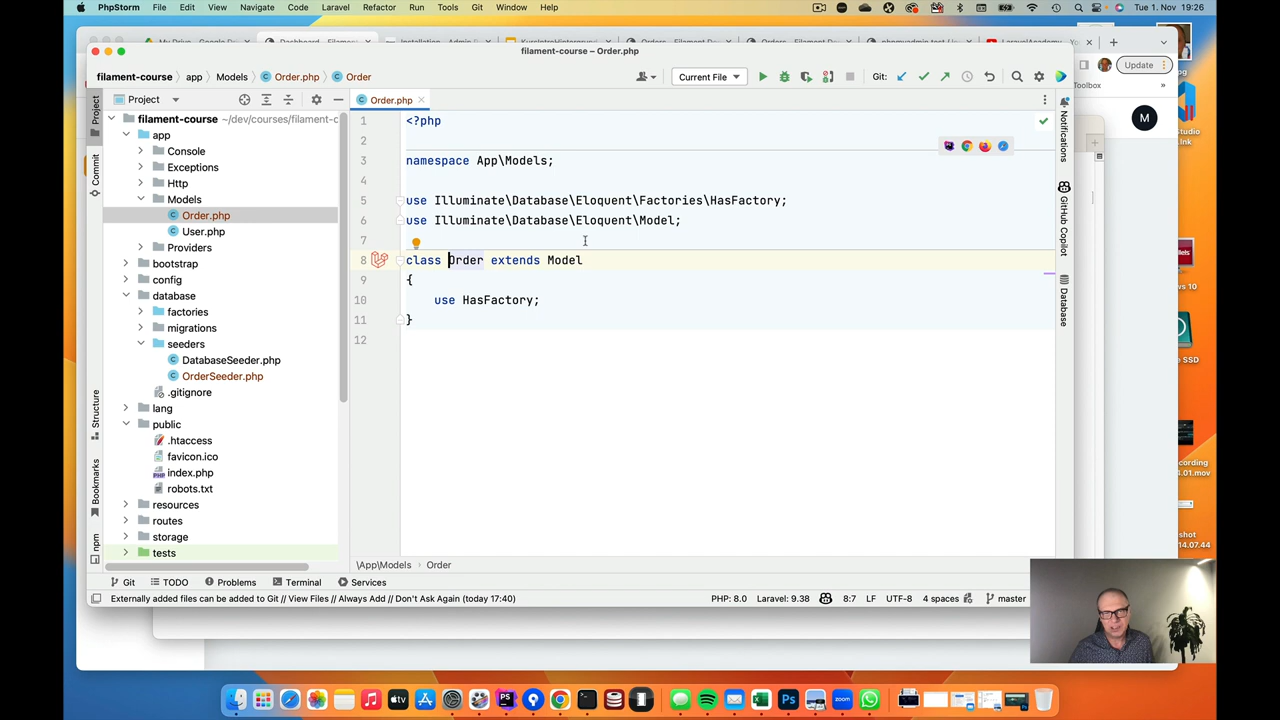 PhpStorm File Edit View Navigate Code Laravel Refactor Run Tools Git Window Help Tu 1. Nov 19:26
filament-course – Order.php
Update
filament-course app Models Order.php Order
Current File
Git:
Toolbox
M
Project
Order.php
filament-course ~/dev/courses/filament-c
app
Console
Exceptions
Http
Models
Order.php
User.php
Providers
bootstrap
config
database
factories
migrations
seeders
DatabaseSeeder.php
OrderSeeder.php
.gitignore
lang
public
.htaccess
favicon.ico
index.php
robots.txt
resources
routes
storage
tests
1 <?php
2
3 namespace App\Models;
4
5 use Illuminate\Database\Eloquent\Factories\HasFactory;
6 use Illuminate\Database\Eloquent\Model;
7
8 class Order extends Model
9 {
10 use HasFactory;
11 }
12
Project
Commit
Structure
Bookmarks
npm
Notifications
GitHub Copilot
Database
\App\Models Order
Git TODO Problems Terminal Services
Externally added files can be added to Git // View Files // Always Add // Don't Ask Again (today 17:40)
PHP: 8.0 Laravel: 9.38 8:7 LF UTF-8 4 spaces master